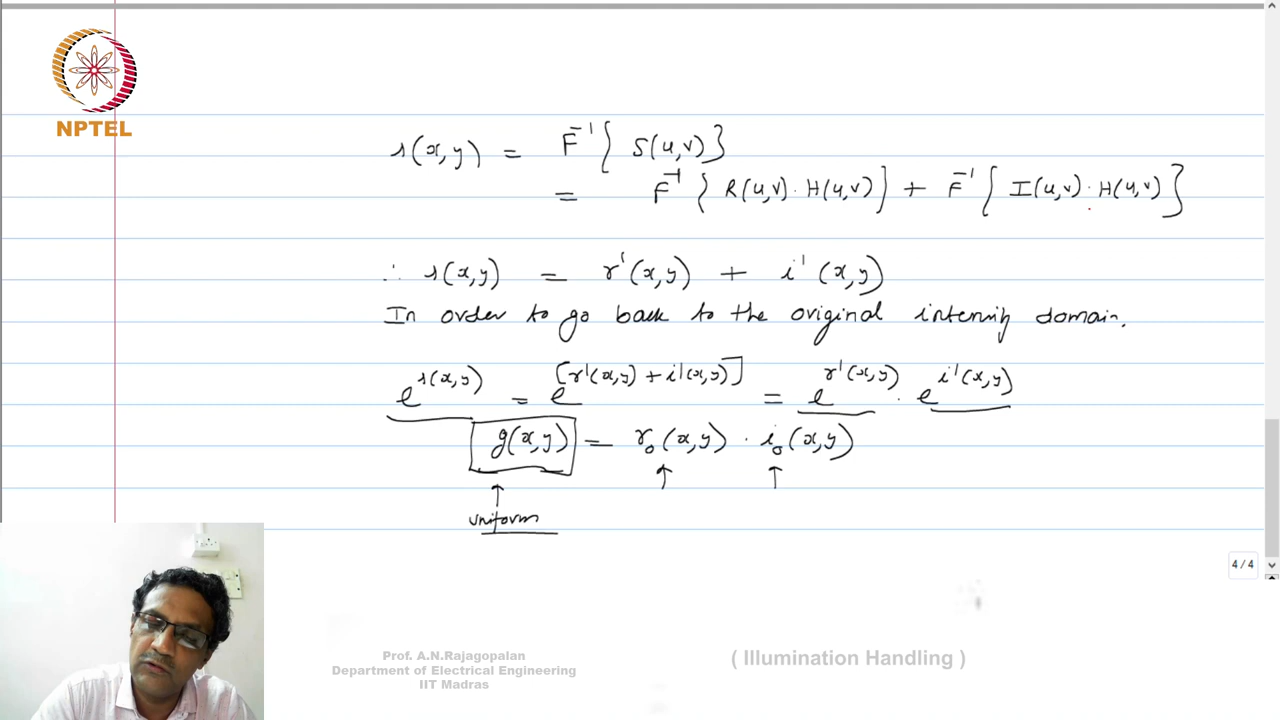 NPTEL
s(x,y) = F⁻¹{ S(u,v)}
= F⁻¹{ R(u,v) · H(u,v)} + F⁻¹{ I(u,v) · H(u,v)}
∴ s(x,y) = r'(x,y) + i'(x,y)
In order to go back to the original intensity domain.
e^{s(x,y)} = e^{[r'(x,y) + i'(x,y)]} = e^{r'(x,y)} · e^{i'(x,y)}
g(x,y) = r₀(x,y) · i₀(x,y)
↑ ↑ ↑
uniform
4 / 4
Prof. A.N.Rajagopalan
Department of Electrical Engineering
IIT Madras
( Illumination Handling )